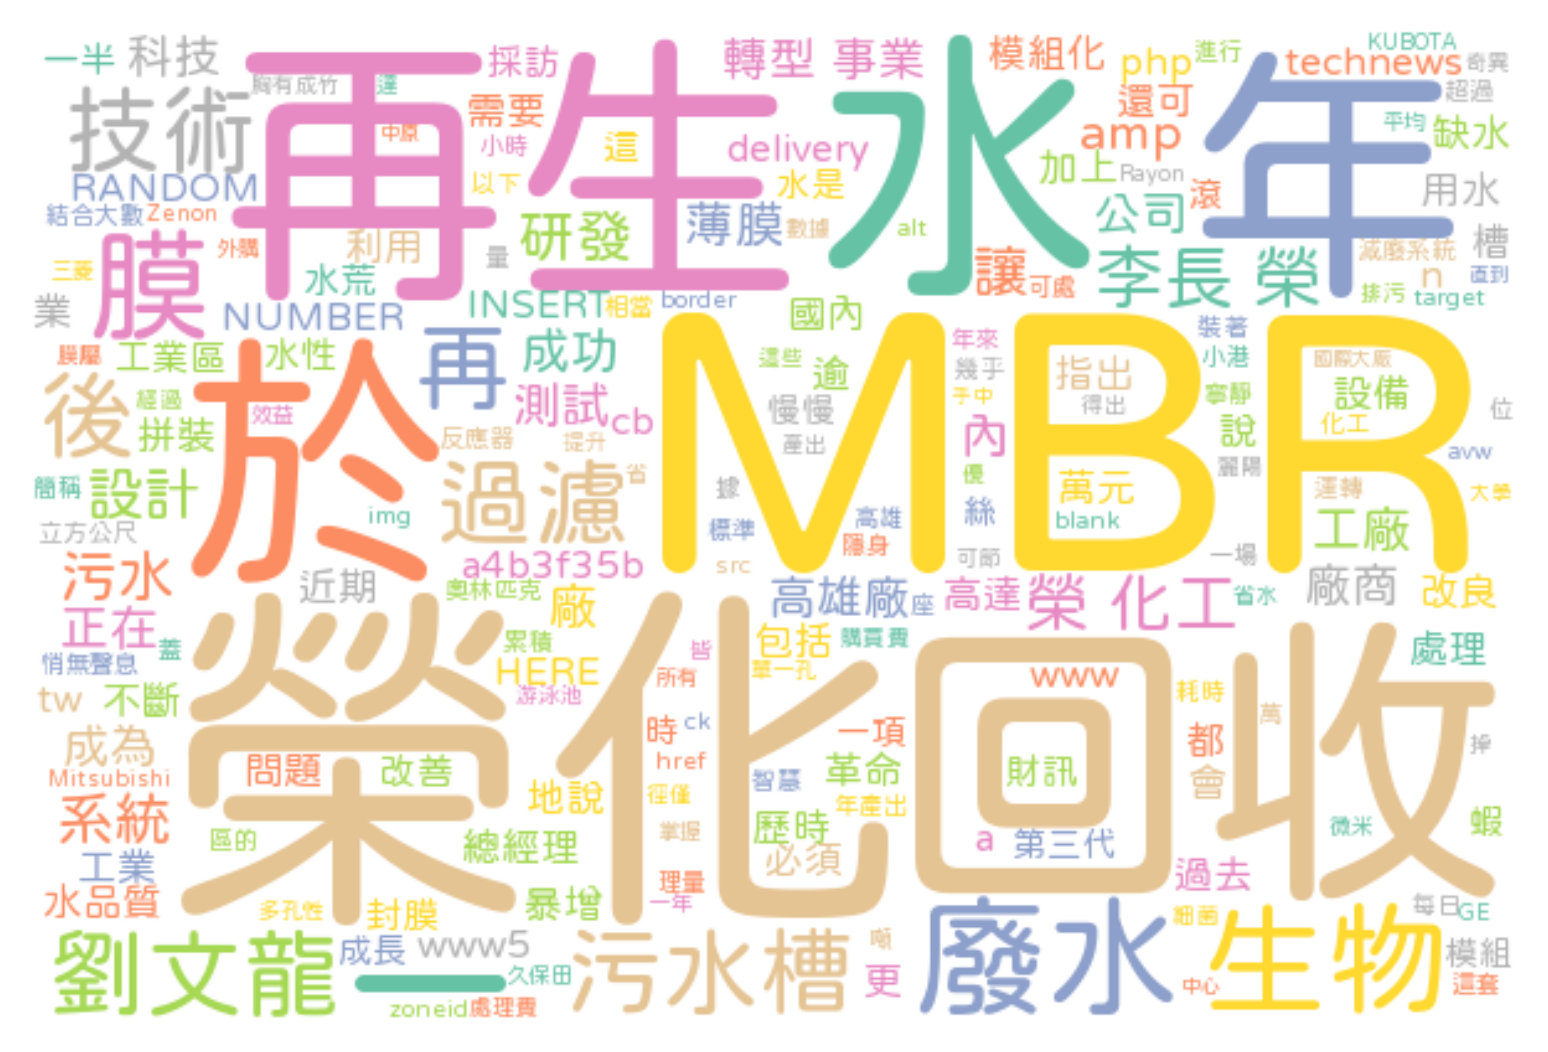 一半 科技 採訪 轉型 事業 模組化 php 進行 KUBOTA technews 奇異
胸有成竹 達 需要 還可 超過
技術 再生水 年
中原 小時 這 delivery amp 平均 缺水
RANDOM 以下 水是 加上 Rayon 滾 用水
結合大數 Zenon 研發 薄膜 數據 alt 公司 槽
膜 外購 利用 量 減廢系統
三菱 水荒 讓 可處 李長 榮 n 直到
業 NUMBER INSERT 相當 border 國內 排污 target
於 MBR
臈屬 工業區 水性 再 成功 這些 逾 年來 幾乎 指出 裝著 小港 國際大廠
後 經過 效益 測試 cb 慢慢 于中 得出 寧靜 設備 位
拼裝 反應器 提升 產出 內 說 化工
簡稱 設計 過濾 省 據 優 萬元 麗陽 avw
立方公尺 img 標準 高雄 絲 blank 運轉 大學
污水 近期 a4b3f35b src 隱身 可節 一場 工廠
正在 奧林匹克 廠 高雄廠 座 高達 榮 化工 省水 廠商 改良
榮化回收
悄無聲息 蓋 累積 皆 包括 購買費 處理
tw 不斷 HERE 游泳池 所有 單一孔 www 耗時 萬
成為 時 ck 一項 都
Mitsubishi 問題 改善 href 智慧 革命 財訊 會 掉
系統 地說 徑僅 年產出
工業 區的 總經理 掌握 歷時 必須 a 第三代 微米 蝦
水品質 多孔性 封膜 暴增 理量 一年 過去 每日 GE
劉文龍 成長 www5 污水槽 噸 廢水 細菌 生物 模組
一 久保田 更 中心 這套
zoneid 處理費